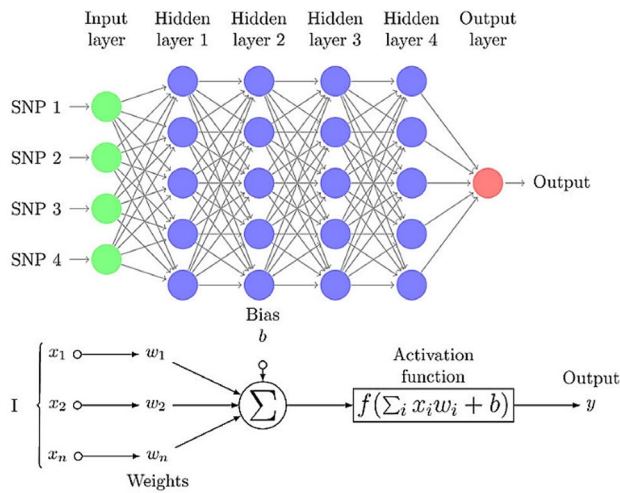 Input layer
Hidden layer 1
Hidden layer 2
Hidden layer 3
Hidden layer 4
Output layer
SNP 1
SNP 2
SNP 3
SNP 4
Output
Bias
b
I
x₁
w₁
x₂
w₂
xₙ
wₙ
Weights
∑
Activation function
f(∑ᵢ xᵢwᵢ + b)
Output
y